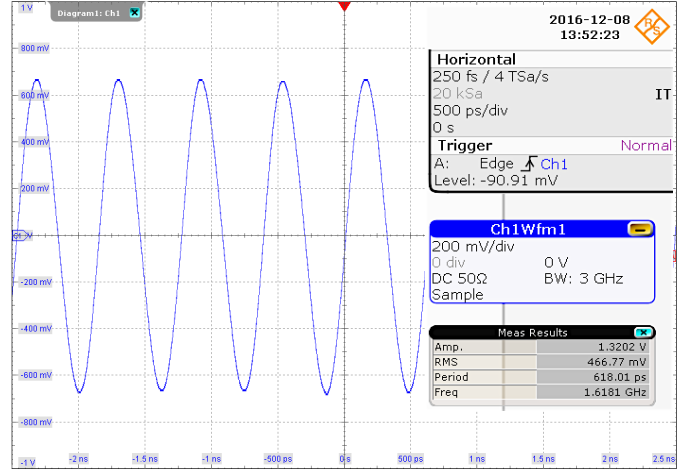 1 V
Diagram1: Ch1
2016-12-08
13:52:23
R&S
Horizontal
250 fs / 4 TSa/s
20 kSa
IT
500 ps/div
0 s
Trigger
Normal
A: Edge Ch1
Level: -90.91 mV
Ch1Wfm1
200 mV/div
0 div 0 V
DC 50Ω BW: 3 GHz
Sample
Meas Results
Amp. 1.3202 V
RMS 466.77 mV
Period 618.01 ps
Freq 1.6181 GHz
800 mV
600 mV
400 mV
200 mV
C1 V
-200 mV
-400 mV
-600 mV
-800 mV
-1 V
-2 ns -1.5 ns -1 ns -500 ps 0 s 500 ps 1 ns 1.5 ns 2 ns 2.5 ns